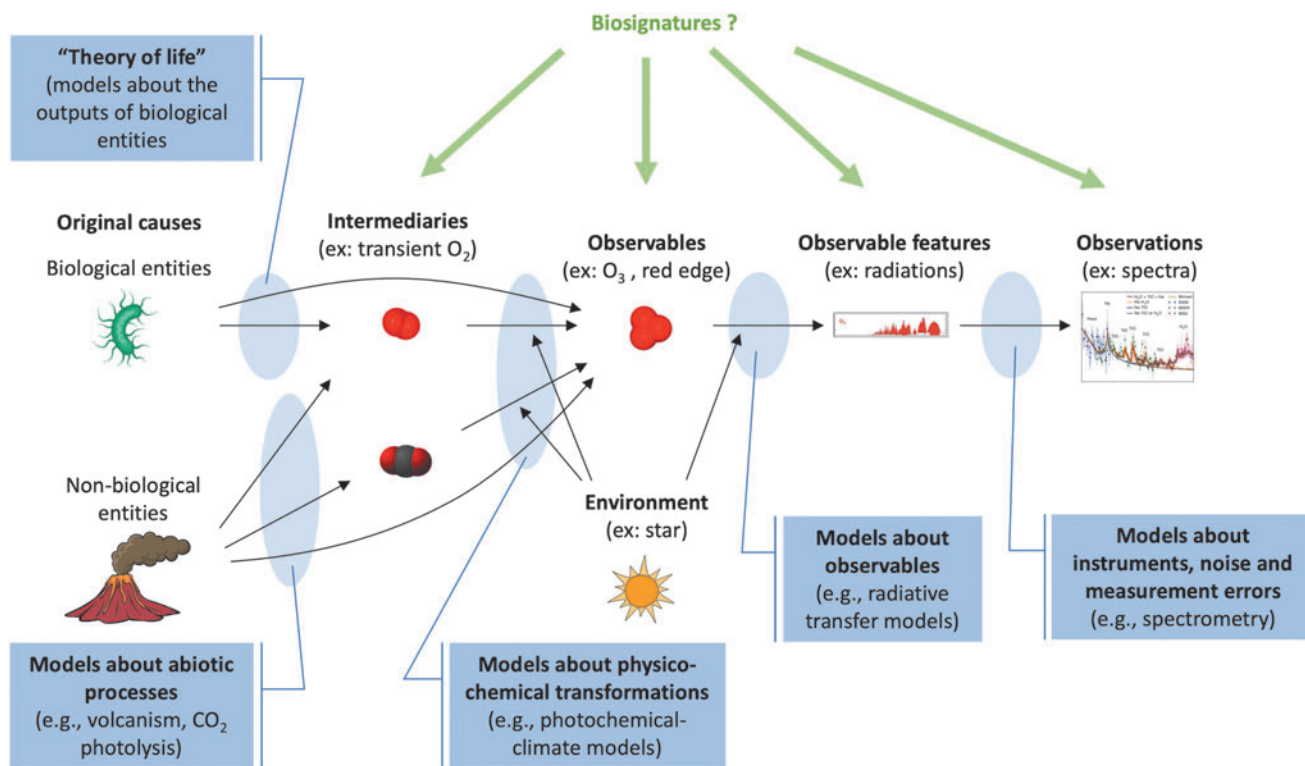 Biosignatures ?
“Theory of life”
(models about the
outputs of biological
entities
Original causes
Biological entities
Intermediaries
(ex: transient O₂)
Observables
(ex: O₃ , red edge)
Observable features
(ex: radiations)
Observations
(ex: spectra)
Non-biological
entities
Environment
(ex: star)
Models about abiotic
processes
(e.g., volcanism, CO₂
photolysis)
Models about physico-
chemical transformations
(e.g., photochemical-
climate models)
Models about
observables
(e.g., radiative
transfer models)
Models about
instruments, noise and
measurement errors
(e.g., spectrometry)